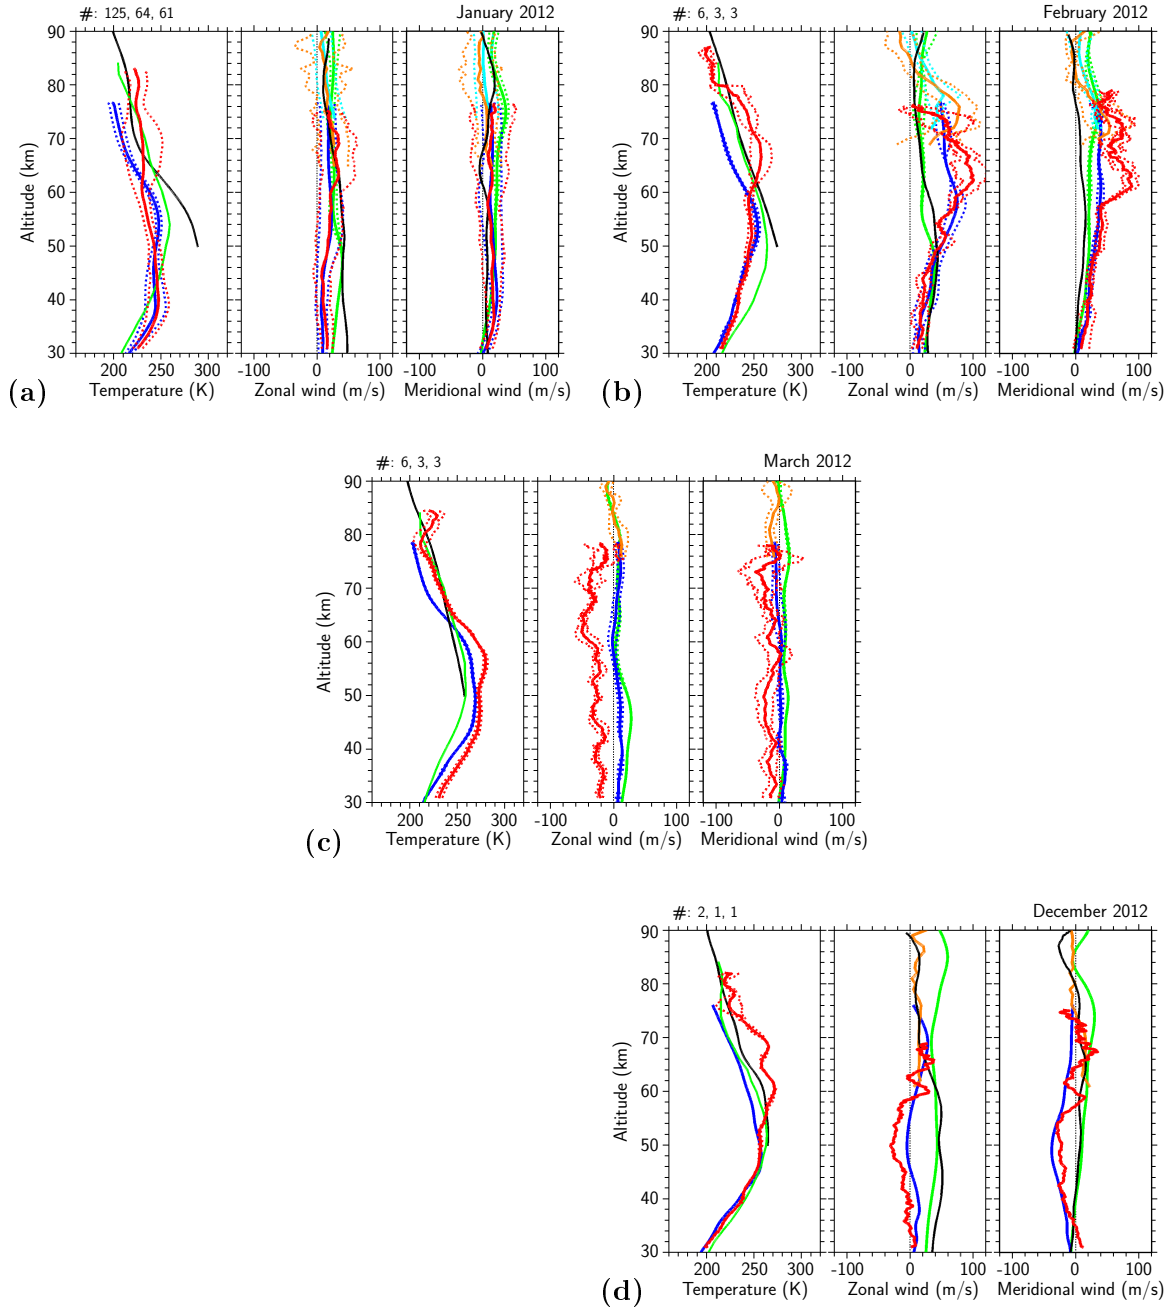 #: 125, 64, 61
January 2012
90
80
70
60
50
40
30
Altitude (km)
200 250 300
-100 0 100
-100 0 100
Temperature (K)
Zonal wind (m/s)
Meridional wind (m/s)
(a)
#: 6, 3, 3
February 2012
90
80
70
60
50
40
30
Altitude (km)
200 250 300
-100 0 100
-100 0 100
Temperature (K)
Zonal wind (m/s)
Meridional wind (m/s)
(b)
#: 6, 3, 3
March 2012
90
80
70
60
50
40
30
Altitude (km)
200 250 300
-100 0 100
-100 0 100
Temperature (K)
Zonal wind (m/s)
Meridional wind (m/s)
(c)
#: 2, 1, 1
December 2012
90
80
70
60
50
40
30
Altitude (km)
200 250 300
-100 0 100
-100 0 100
Temperature (K)
Zonal wind (m/s)
Meridional wind (m/s)
(d)